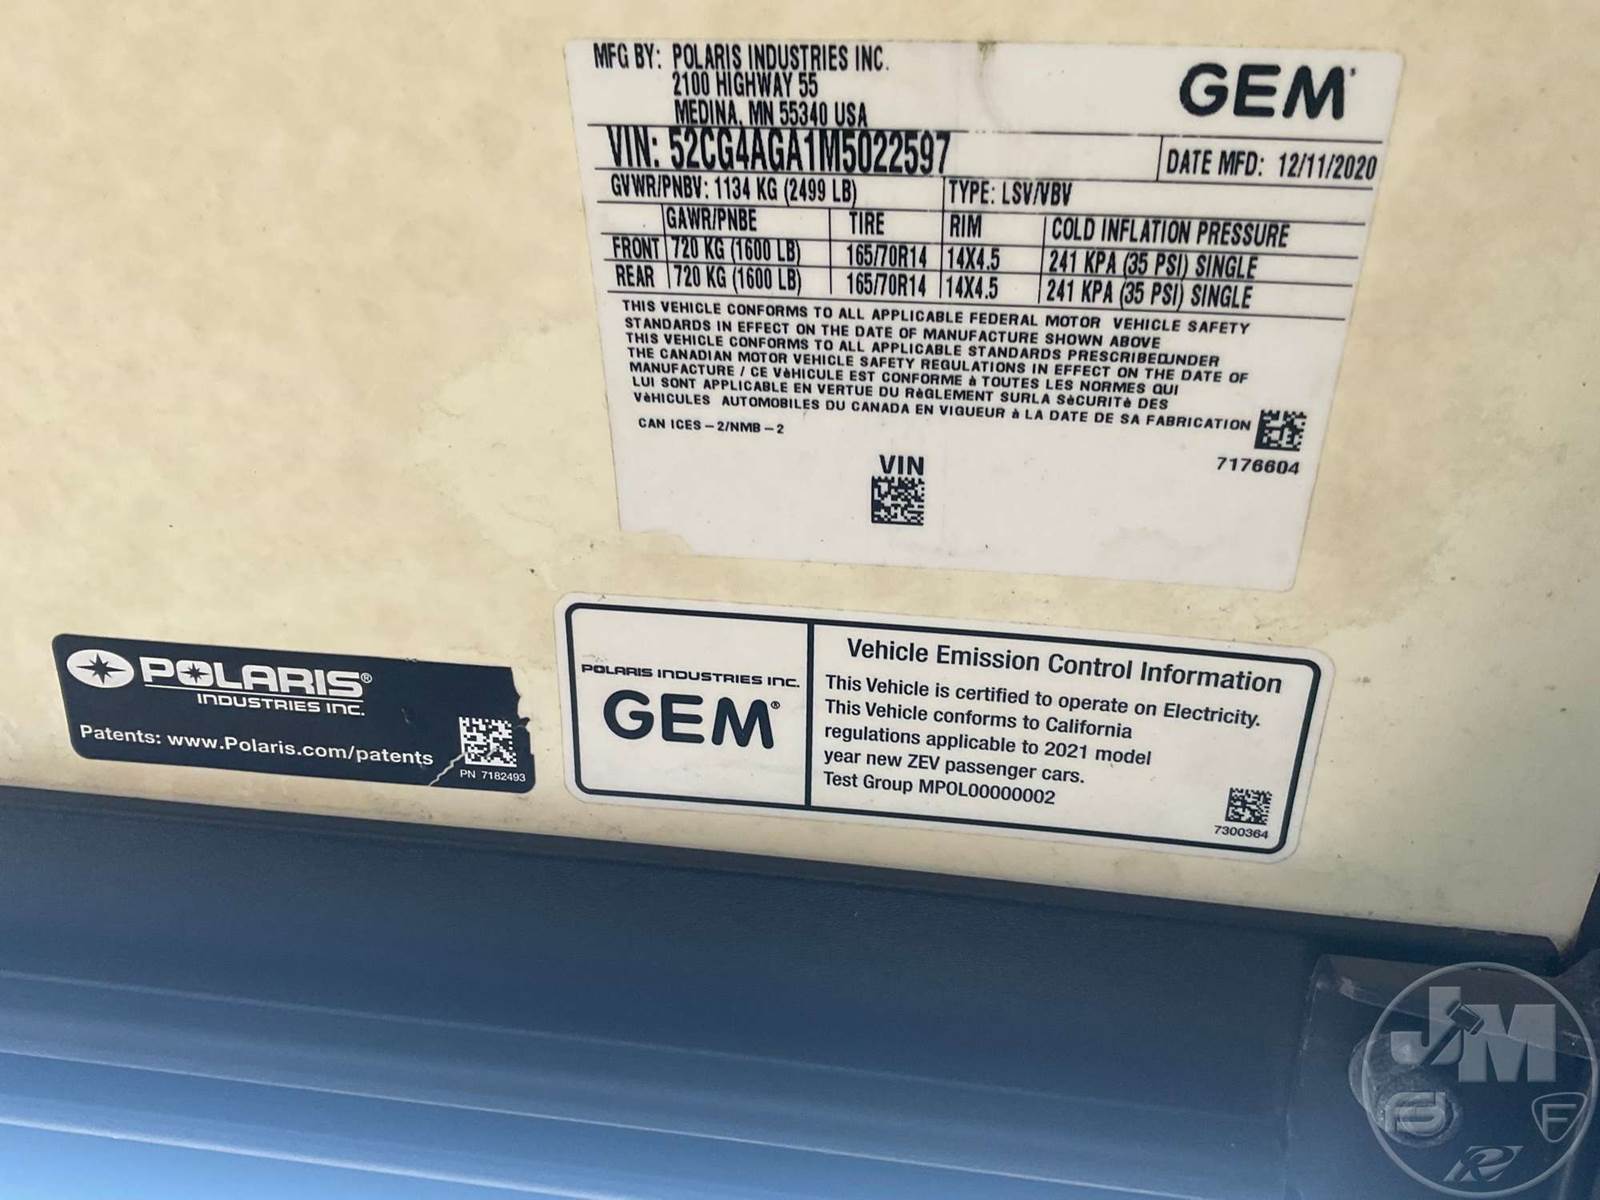 MFG BY: POLARIS INDUSTRIES INC.
2100 HIGHWAY 55
MEDINA, MN 55340 USA
GEM
VIN: 52CG4AGA1M5022597
DATE MFD: 12/11/2020
GVWR/PNBV: 1134 KG (2499 LB)
TYPE: LSV/VBV
GAWR/PNBE TIRE RIM COLD INFLATION PRESSURE
FRONT 720 KG (1600 LB) 165/70R14 14X4.5 241 KPA (35 PSI) SINGLE
REAR 720 KG (1600 LB) 165/70R14 14X4.5 241 KPA (35 PSI) SINGLE
THIS VEHICLE CONFORMS TO ALL APPLICABLE FEDERAL MOTOR VEHICLE SAFETY
STANDARDS IN EFFECT ON THE DATE OF MANUFACTURE SHOWN ABOVE
THIS VEHICLE CONFORMS TO ALL APPLICABLE STANDARDS PRESCRIBEDUNDER
THE CANADIAN MOTOR VEHICLE SAFETY REGULATIONS IN EFFECT ON THE DATE OF
MANUFACTURE / CE VèHICULE EST CONFORME à TOUTES LES NORMES QUI
LUI SONT APPLICABLE EN VERTUE DU RèGLEMENT SURLA SèCURITè DES
VèHICULES AUTOMOBILES DU CANADA EN VIGUEUR à LA DATE DE SA FABRICATION
CAN ICES-2/NMB-2
7176604
VIN
POLARIS®
INDUSTRIES INC.
Patents: www.Polaris.com/patents
PN 7182493
POLARIS INDUSTRIES INC.
GEM®
Vehicle Emission Control Information
This Vehicle is certified to operate on Electricity.
This Vehicle conforms to California
regulations applicable to 2021 model
year new ZEV passenger cars.
Test Group MPOL00000002
7300364
JM
F